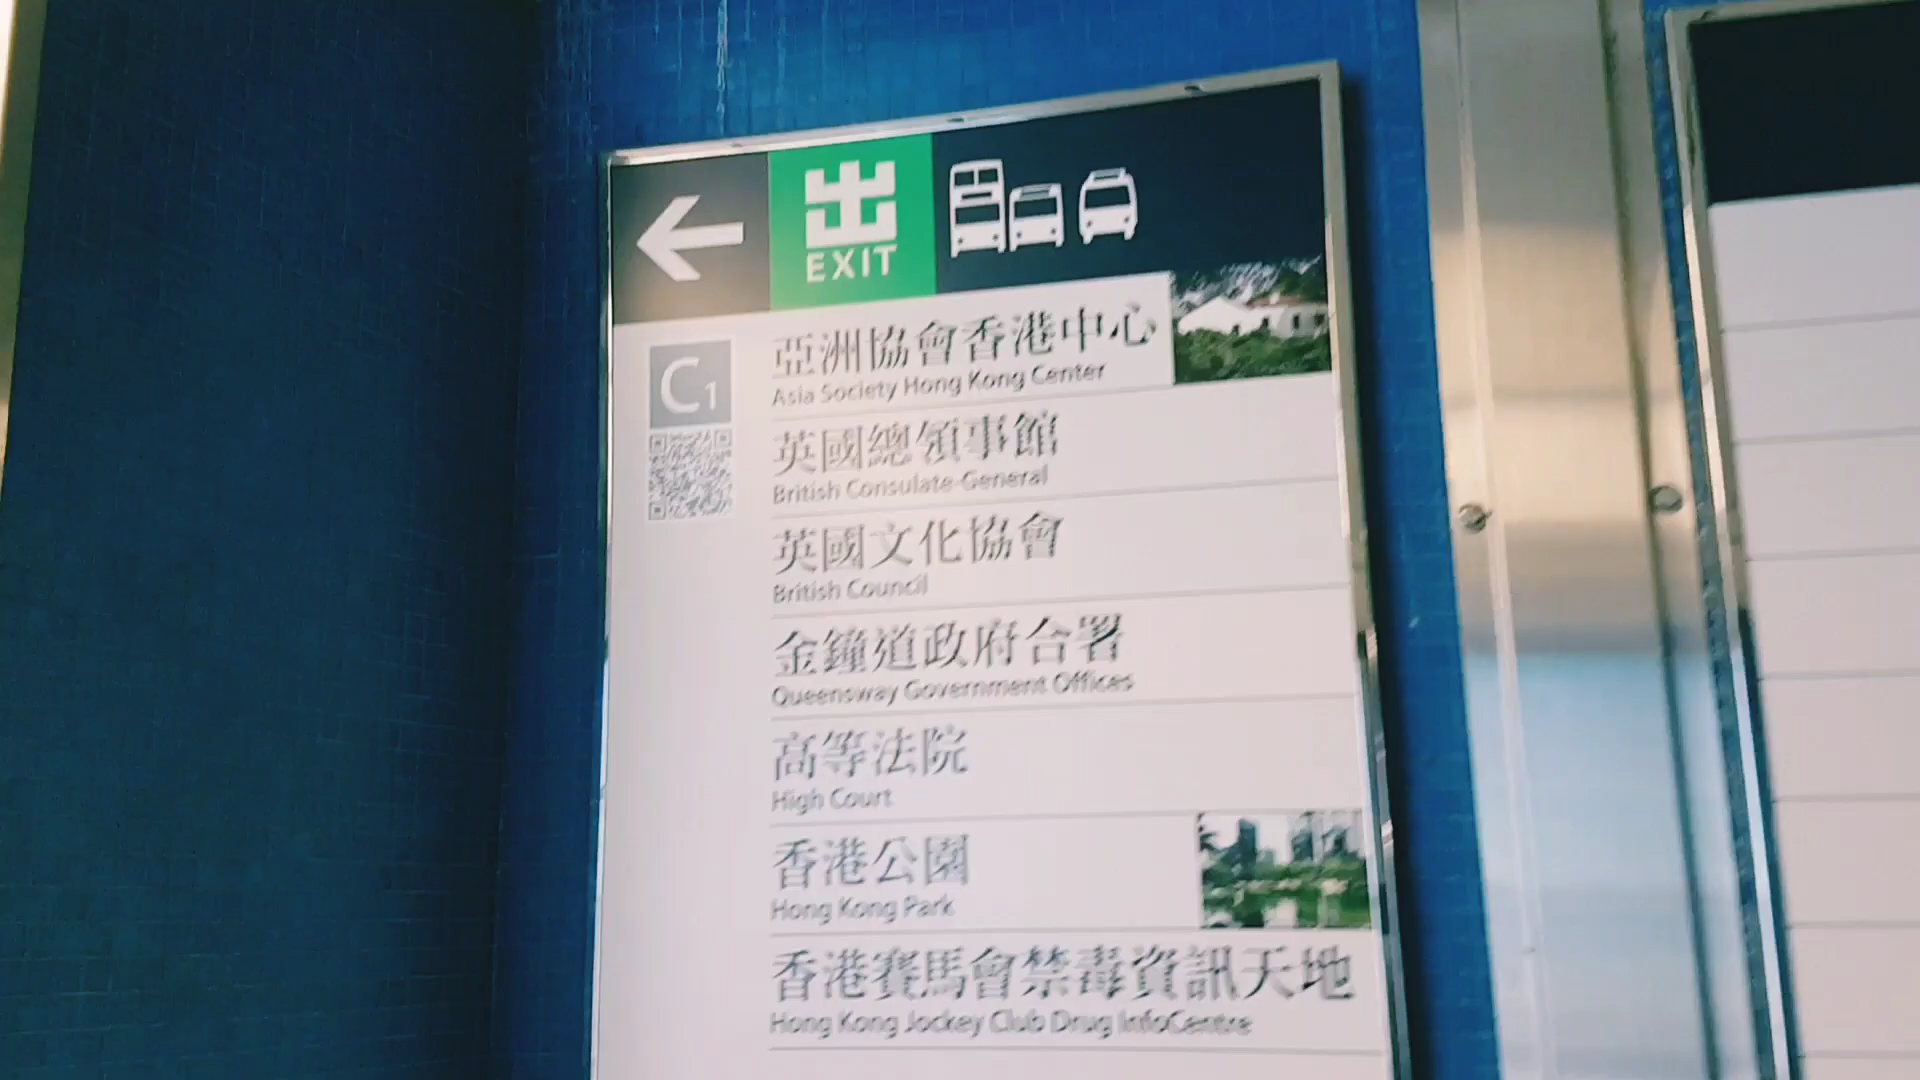 出
EXIT
C1
亞洲協會香港中心
Asia Society Hong Kong Center
英國總領事館
British Consulate-General
英國文化協會
British Council
金鐘道政府合署
Queensway Government Offices
高等法院
High Court
香港公園
Hong Kong Park
香港賽馬會禁毒資訊天地
Hong Kong Jockey Club Drug InfoCentre